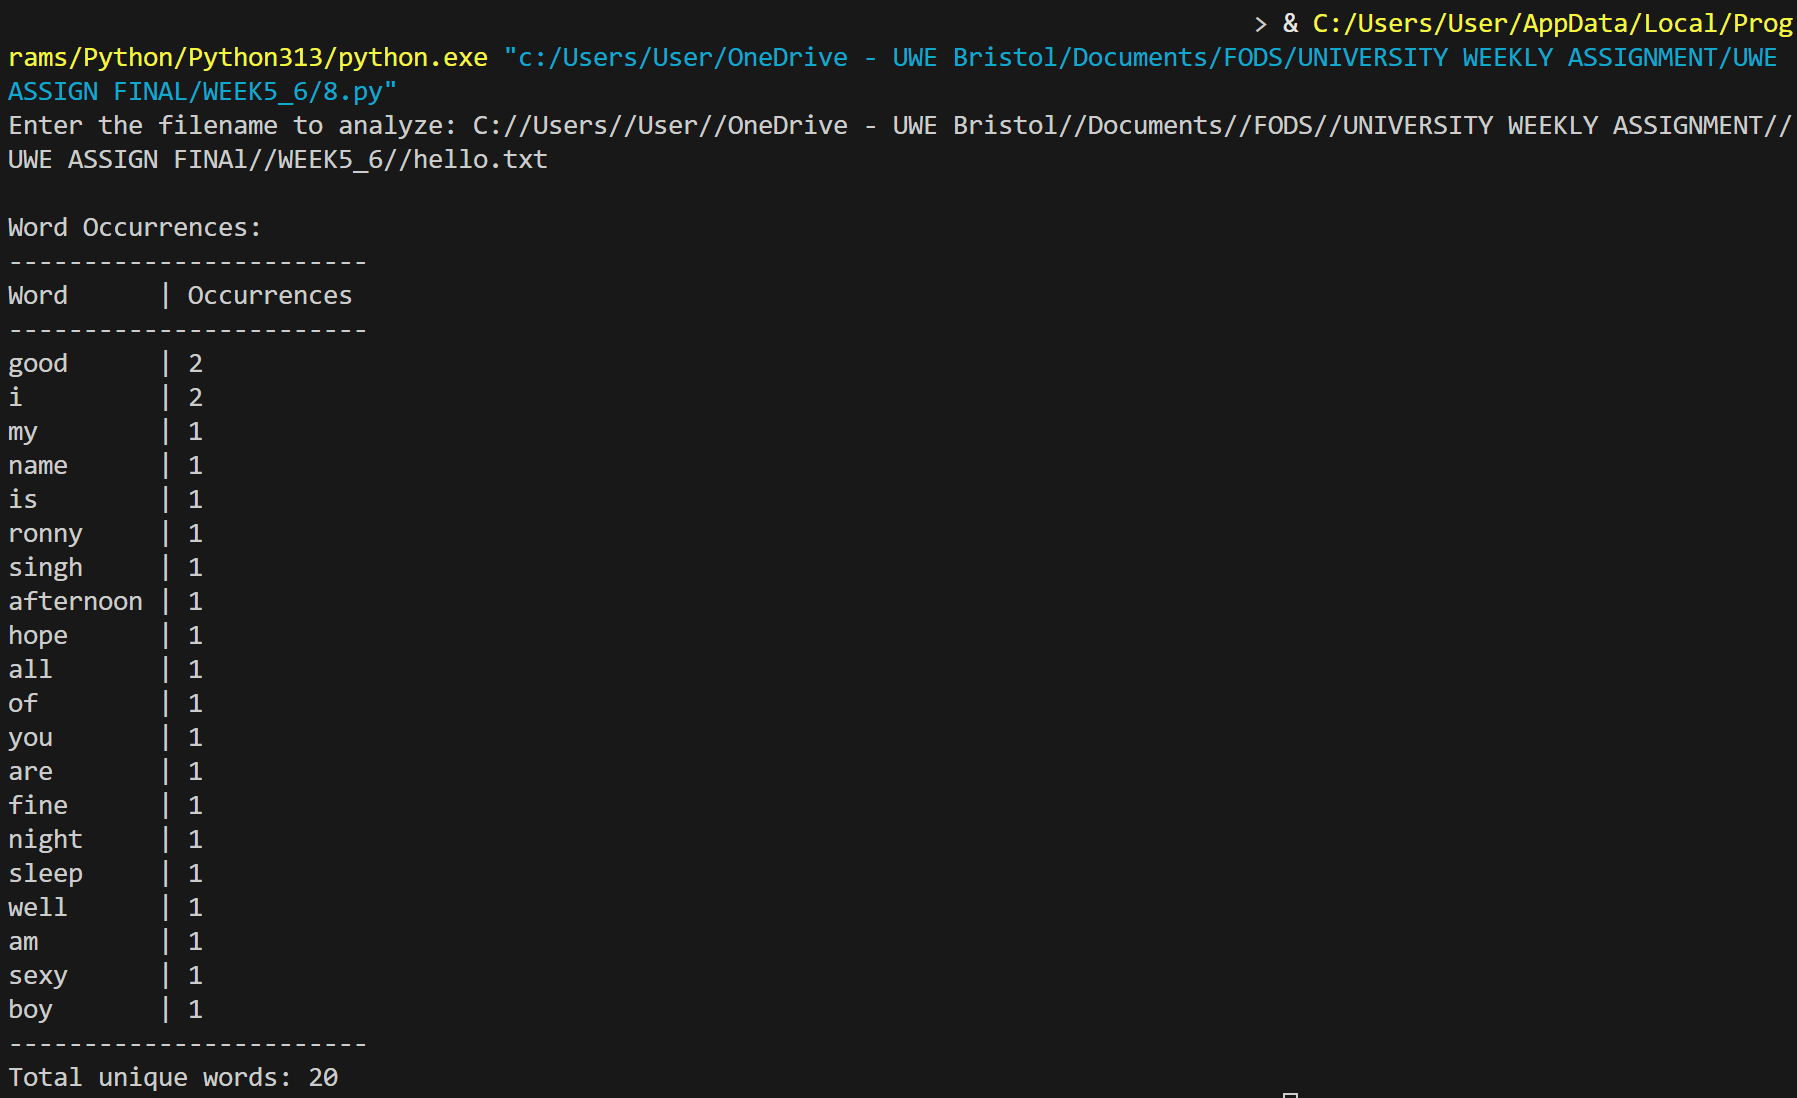 > & C:/Users/User/AppData/Local/Prog
rams/Python/Python313/python.exe "c:/Users/User/OneDrive - UWE Bristol/Documents/FODS/UNIVERSITY WEEKLY ASSIGNMENT/UWE
ASSIGN FINAL/WEEK5_6/8.py"
Enter the filename to analyze: C://Users//User//OneDrive - UWE Bristol//Documents//FODS//UNIVERSITY WEEKLY ASSIGNMENT//
UWE ASSIGN FINAl//WEEK5_6//hello.txt
Word Occurrences:
------------------------
Word      | Occurrences
------------------------
good      | 2
i         | 2
my        | 1
name      | 1
is        | 1
ronny     | 1
singh     | 1
afternoon | 1
hope      | 1
all       | 1
of        | 1
you       | 1
are       | 1
fine      | 1
night     | 1
sleep     | 1
well      | 1
am        | 1
sexy      | 1
boy       | 1
------------------------
Total unique words: 20